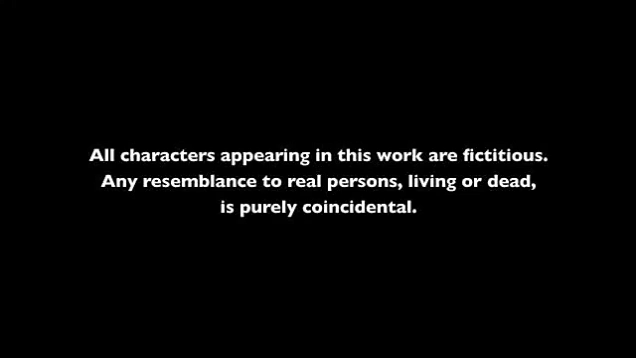 All characters appearing in this work are fictitious.
Any resemblance to real persons, living or dead,
is purely coincidental.